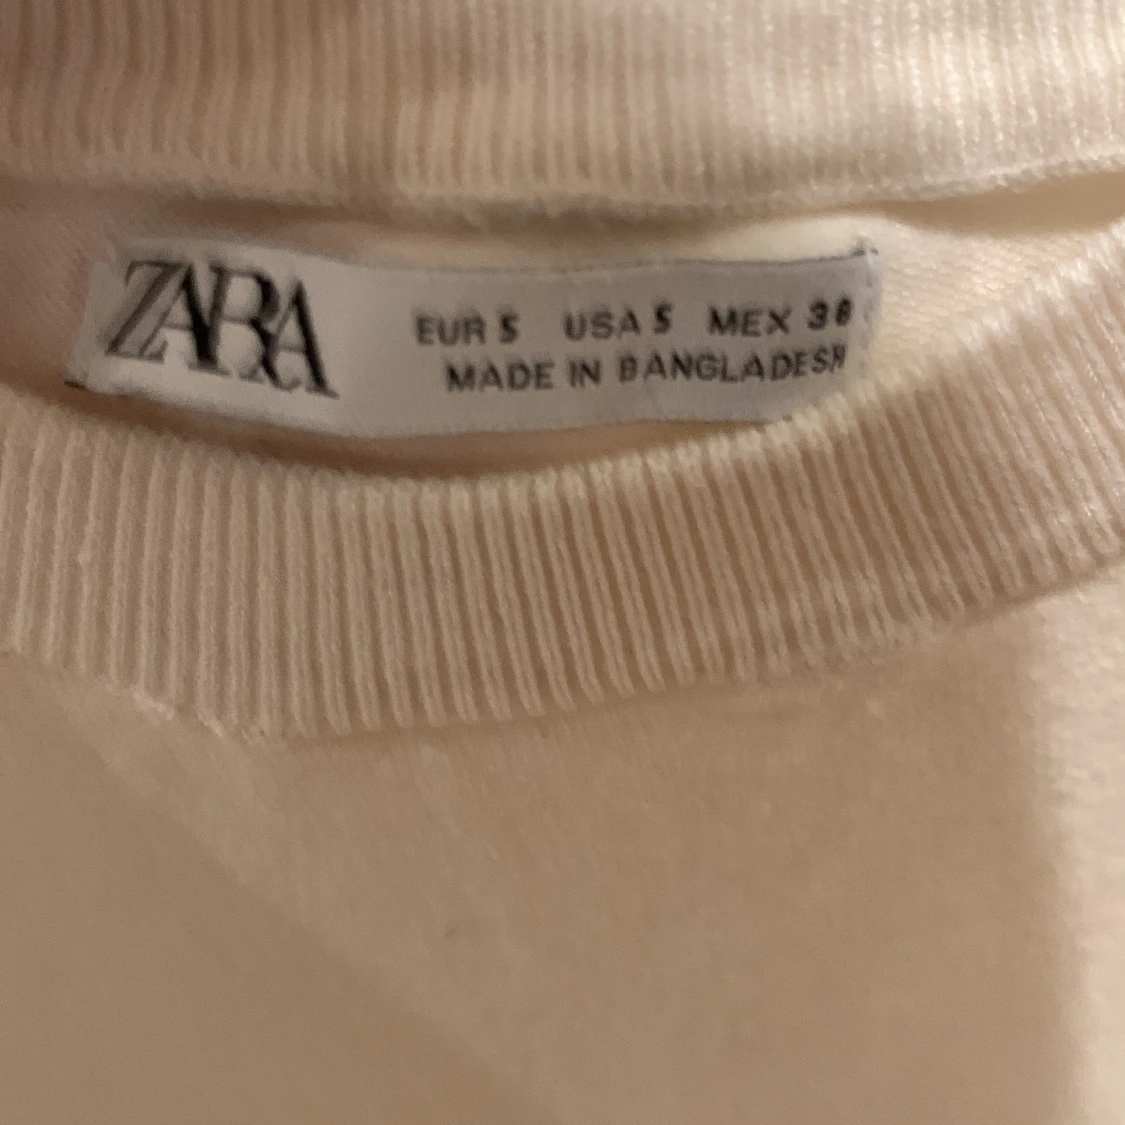 ZARA
EUR S USA S MEX 38
MADE IN BANGLADESH